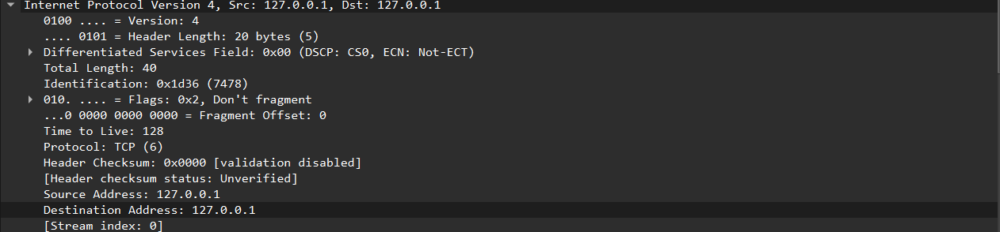 Internet Protocol Version 4, Src: 127.0.0.1, Dst: 127.0.0.1
0100 .... = Version: 4
.... 0101 = Header Length: 20 bytes (5)
Differentiated Services Field: 0x00 (DSCP: CS0, ECN: Not-ECT)
Total Length: 40
Identification: 0x1d36 (7478)
010. .... = Flags: 0x2, Don't fragment
...0 0000 0000 0000 = Fragment Offset: 0
Time to Live: 128
Protocol: TCP (6)
Header Checksum: 0x0000 [validation disabled]
[Header checksum status: Unverified]
Source Address: 127.0.0.1
Destination Address: 127.0.0.1
[Stream index: 0]